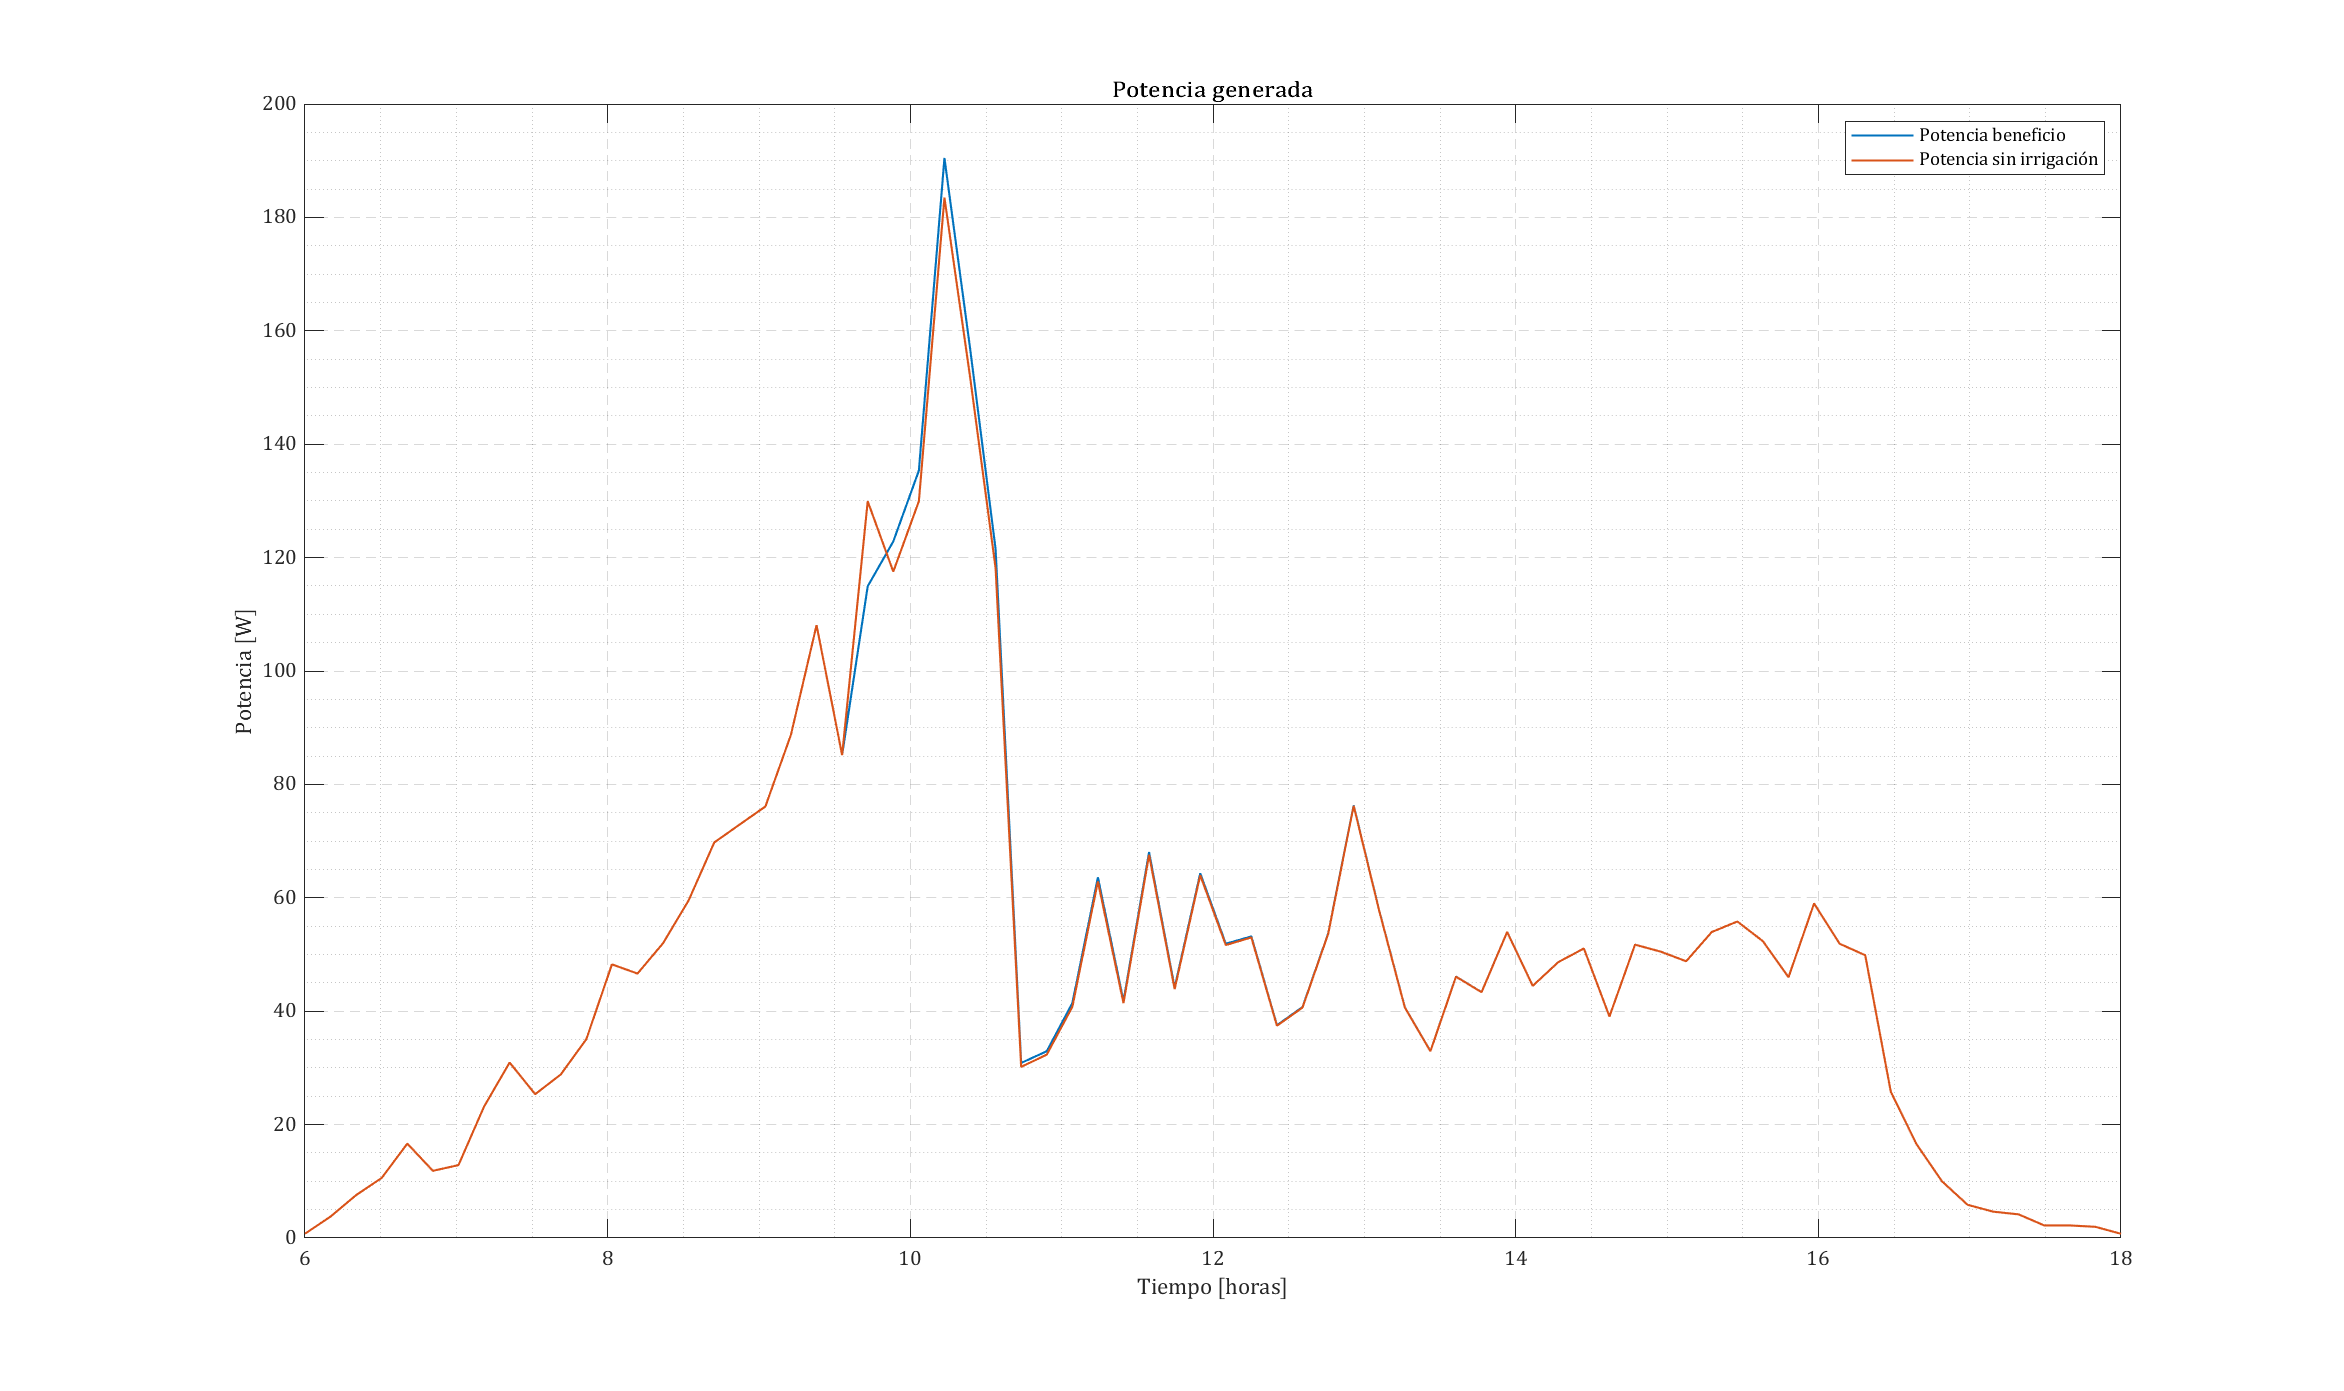 Potencia generada
200
180
160
140
120
100
80
60
40
20
0
Potencia [W]
Potencia beneficio
Potencia sin irrigación
6 8 10 12 14 16 18
Tiempo [horas]